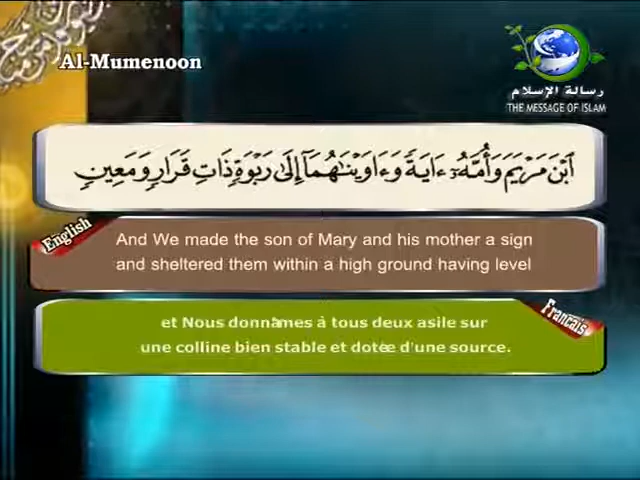 Al-Mumenoon
رسالة الإسلام
THE MESSAGE OF ISLAM
ٱبْنَ مَرْيَمَ وَأُمَّهُۥٓ ءَايَةً وَءَاوَيْنَٰهُمَآ إِلَىٰ رَبْوَةٍ ذَاتِ قَرَارٍ وَمَعِينٍ
English
And We made the son of Mary and his mother a sign
and sheltered them within a high ground having level
Francais
et Nous donnâmes à tous deux asile sur
une colline bien stable et dotée d'une source.